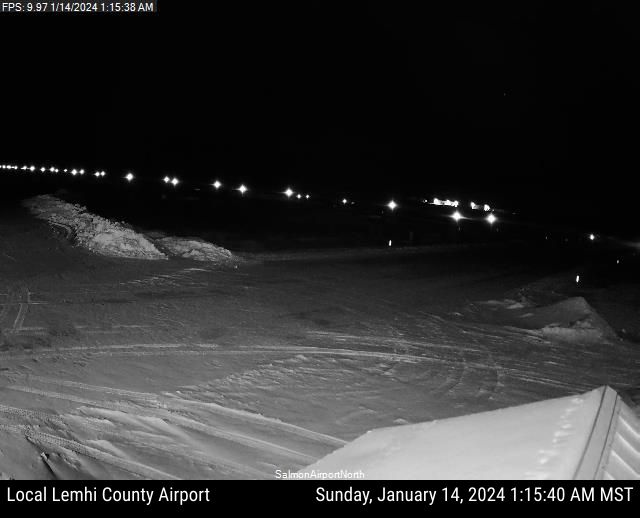 FPS: 9.97 1/14/2024 1:15:38 AM
SalmonAirportNorth
Local Lemhi County Airport Sunday, January 14, 2024 1:15:40 AM MST